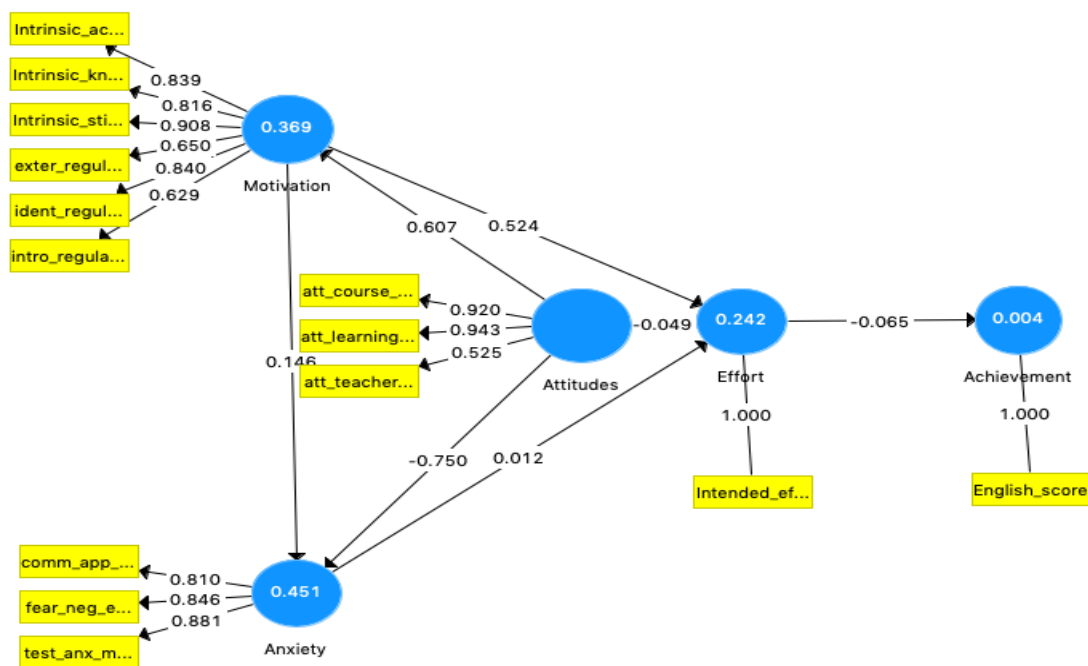 Intrinsic_ac...
0.839
Intrinsic_kn...
0.816
Intrinsic_sti...
0.908
0.650
exter_regul...
0.840
ident_regul...
0.629
intro_regula...
0.369
Motivation
0.607
0.524
att_course_...
0.920
att_learning...
0.943
att_teacher...
0.525
Attitudes
-0.049
0.242
Effort
-0.065
0.004
Achievement
0.146
1.000
1.000
-0.750
0.012
Intended_ef...
English_score
comm_app_...
0.810
fear_neg_e...
0.846
test_anx_m...
0.881
0.451
Anxiety